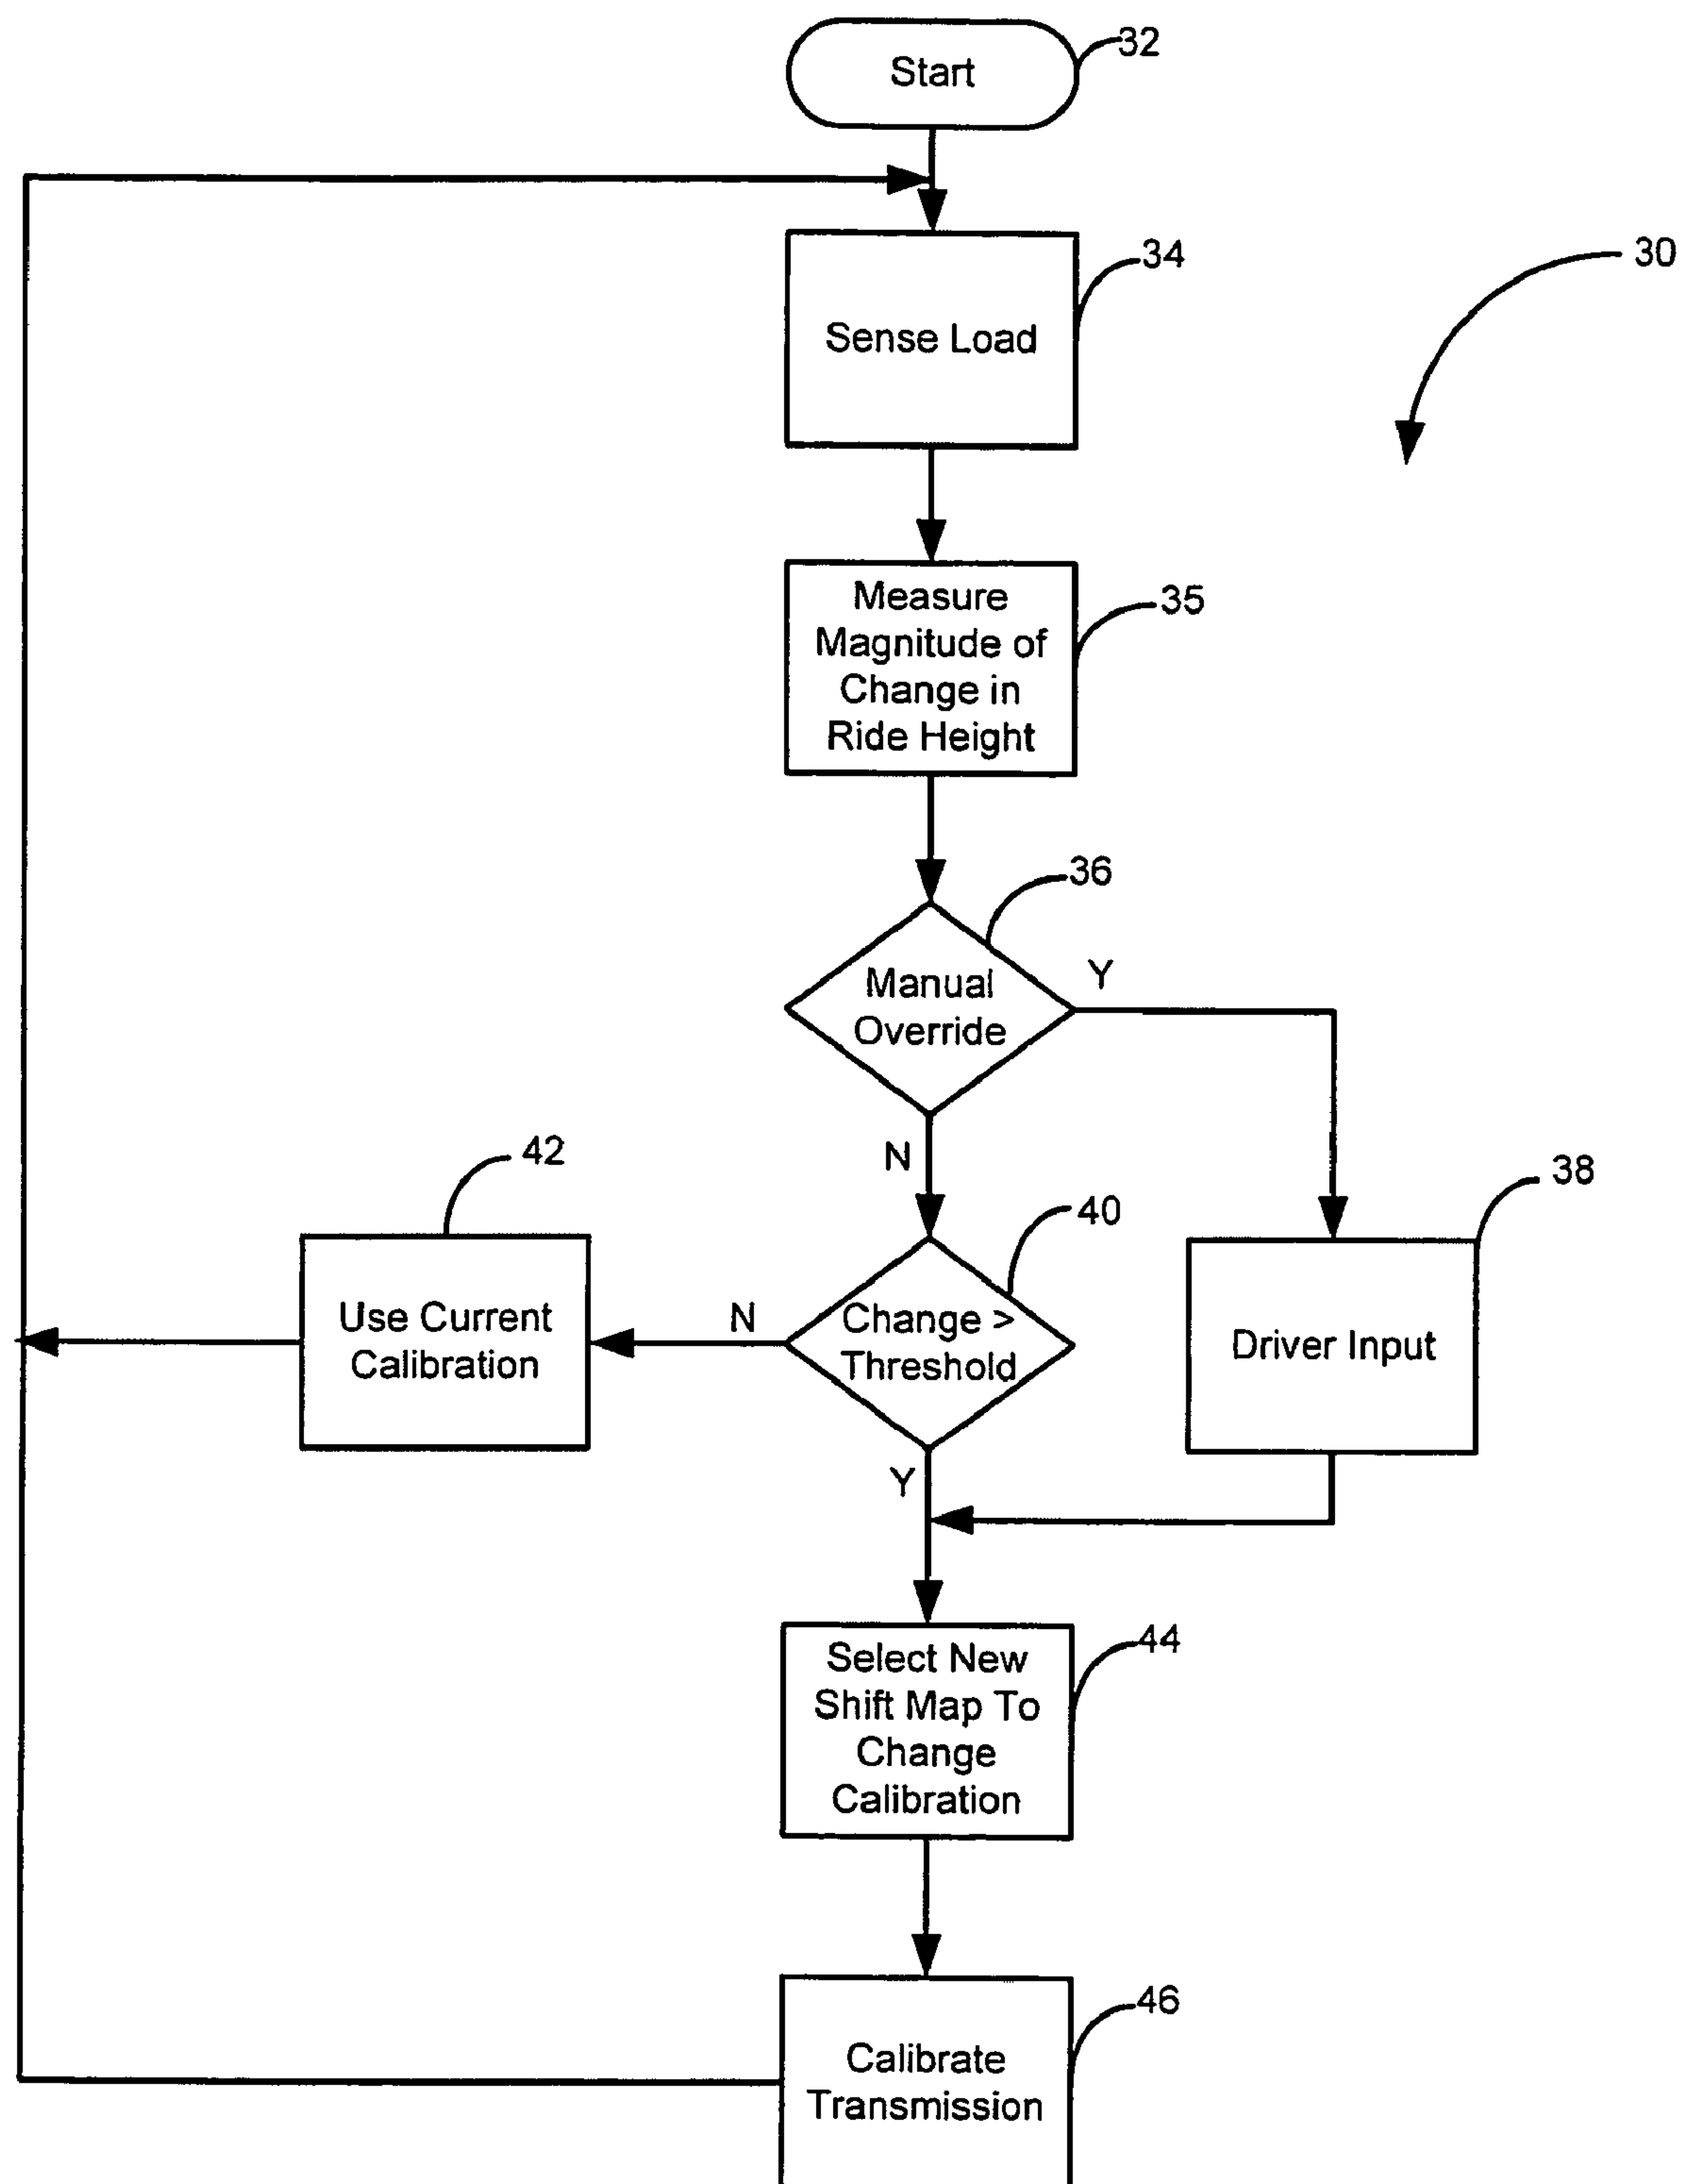 Start
32
Sense Load
34
30
Measure
Magnitude of
Change in
Ride Height
35
36
Manual
Override
Y
N
42
40
38
Use Current
Calibration
N
Change >
Threshold
Driver Input
Y
Select New
Shift Map To
Change
Calibration
44
Calibrate
Transmission
46